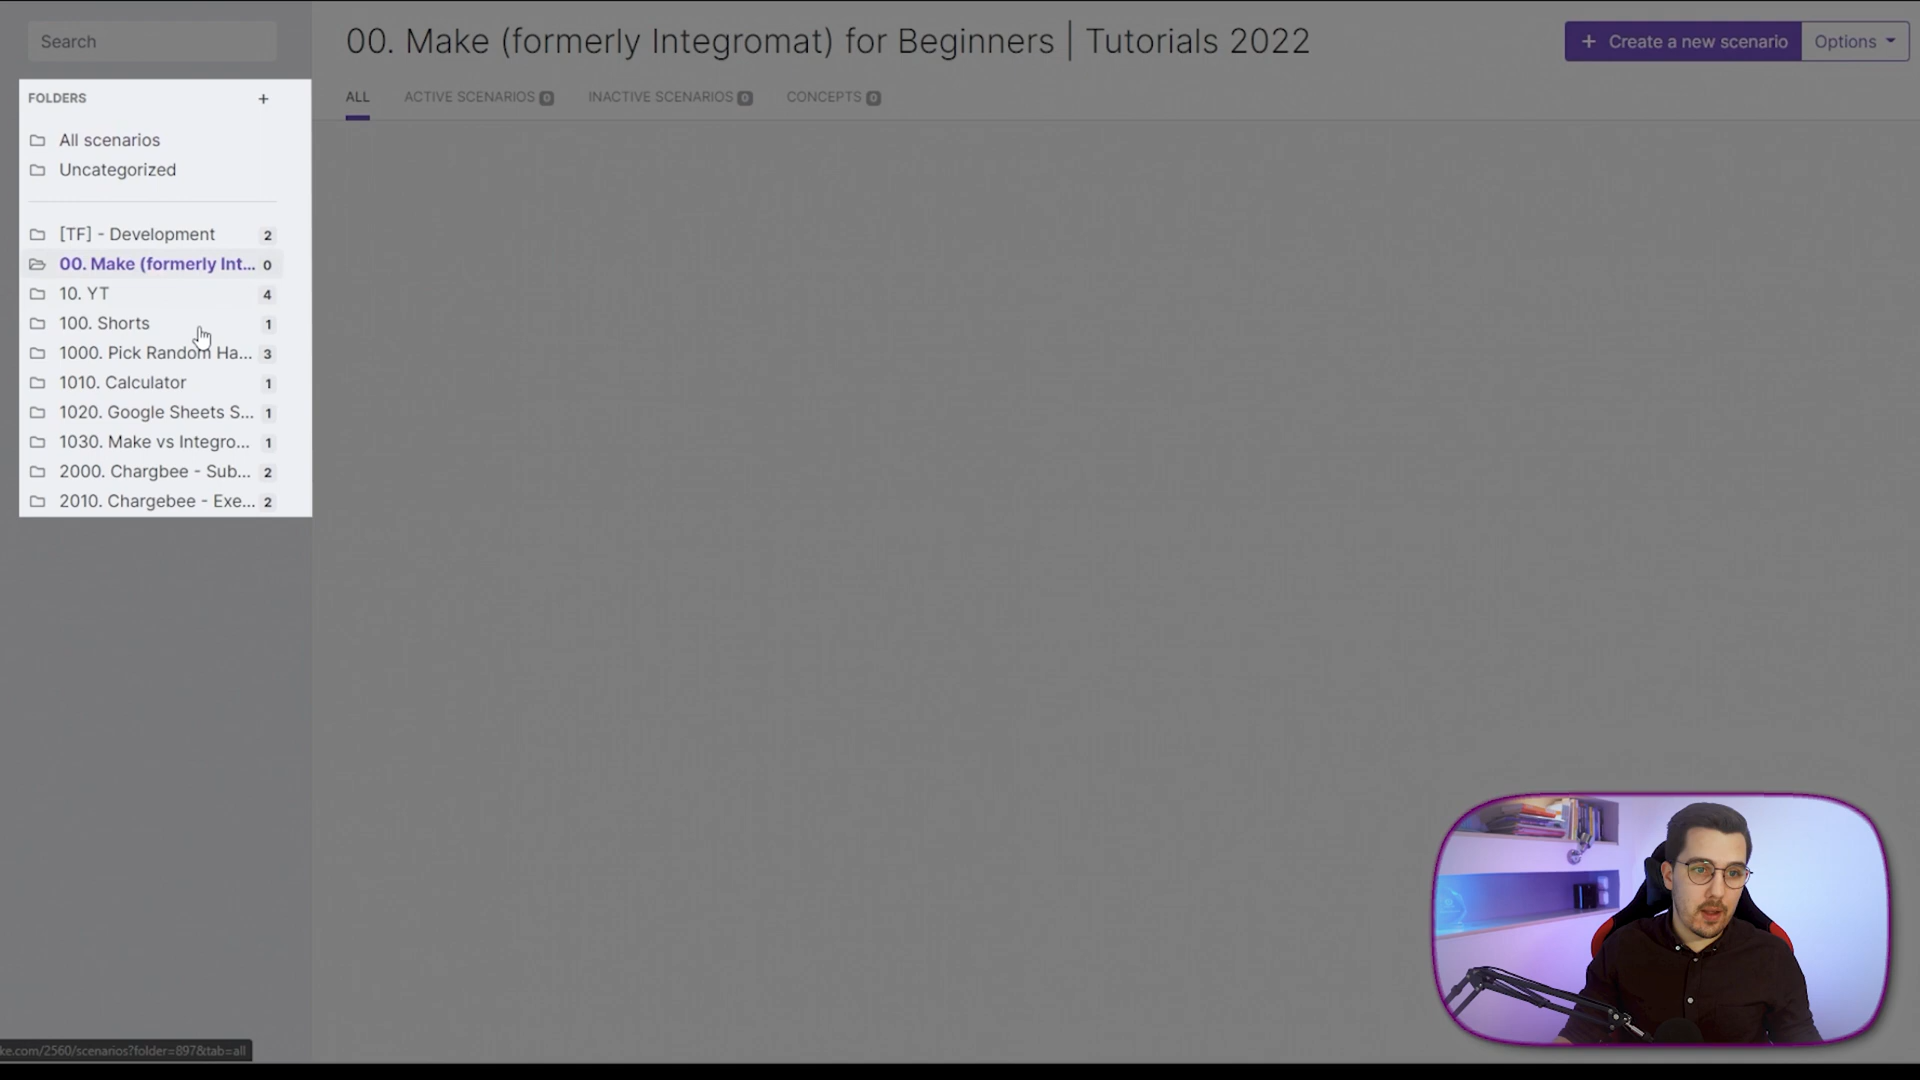 Search
00. Make (formerly Integromat) for Beginners | Tutorials 2022
+ Create a new scenario
Options
FOLDERS +
ALL
ACTIVE SCENARIOS 0
INACTIVE SCENARIOS 0
CONCEPTS 0
All scenarios
Uncategorized
[TF] - Development 2
00. Make (formerly Int... 0
10. YT 4
100. Shorts 1
1000. Pick Random Ha... 3
1010. Calculator 1
1020. Google Sheets S... 1
1030. Make vs Integro... 1
2000. Chargbee - Sub... 2
2010. Chargebee - Exe... 2
ke.com/2560/scenarios?folder=897&tab=all